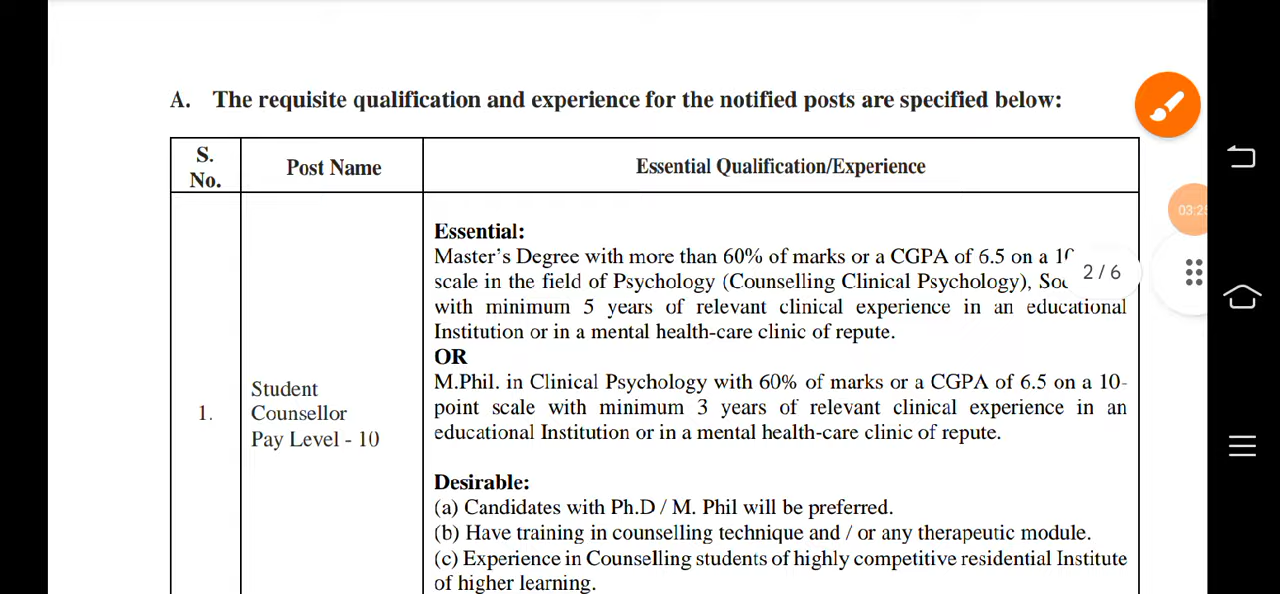 A. The requisite qualification and experience for the notified posts are specified below:
S. No.
Post Name
Essential Qualification/Experience
03:2
Essential:
Master's Degree with more than 60% of marks or a CGPA of 6.5 on a
2 / 6
scale in the field of Psychology (Counselling Clinical Psychology),
with minimum 5 years of relevant clinical experience in an educational
Institution or in a mental health-care clinic of repute.
OR
M.Phil. in Clinical Psychology with 60% of marks or a CGPA of 6.5 on a 10-
point scale with minimum 3 years of relevant clinical experience in an
educational Institution or in a mental health-care clinic of repute.
1.
Student
Counsellor
Pay Level - 10
Desirable:
(a) Candidates with Ph.D / M. Phil will be preferred.
(b) Have training in counselling technique and / or any therapeutic module.
(c) Experience in Counselling students of highly competitive residential Institute
of higher learning.